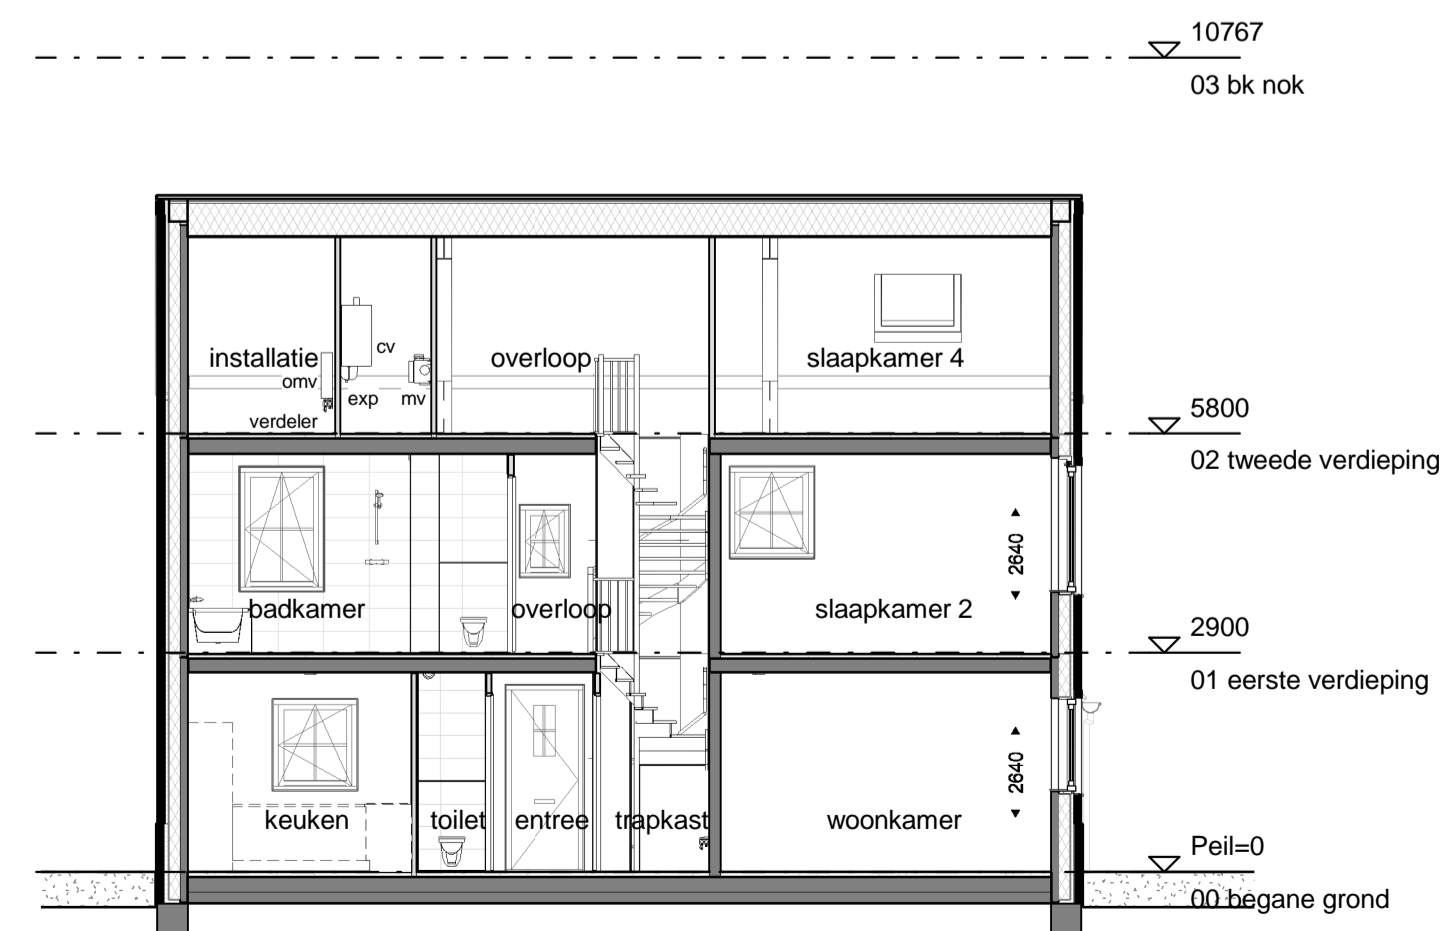 10767
03 bk nok
installatie
omv
verdeler
cv
exp
mv
overloop
slaapkamer 4
5800
02 tweede verdieping
badkamer
overloop
slaapkamer 2
2640
2900
01 eerste verdieping
keuken
toilet
entree
trapkast
woonkamer
2640
Peil=0
00 begane grond